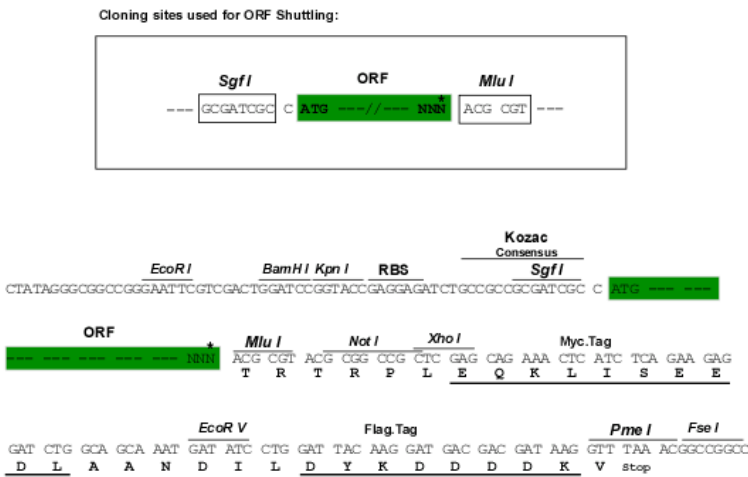 Cloning sites used for ORF Shuttling:
Sgf I ORF Mlu I
--- GCGATCGC C ATG ---//--- NNN* ACG CGT ---
Kozac
Consensus
EcoR I BamH I Kpn I RBS Sgf I
CTATAGGGCGGCCGGGAATTCGTCGACTGGATCCGGTACCGAGGAGATCTGCCGCCGCGATCGC C ATG --- ---
ORF Mlu I Not I Xho I Myc.Tag
--- --- --- --- --- NNN* ACG CGT ACG CGG CCG CTC GAG CAG AAA CTC ATC TCA GAA GAG
T R T R P L E Q K L I S E E
EcoR V Flag.Tag Pme I Fse I
GAT CTG GCA GCA AAT GAT ATC CTG GAT TAC AAG GAT GAC GAC GAT AAG GTT TAA ACGGCCGGCC
D L A A N D I L D Y K D D D D K V Stop